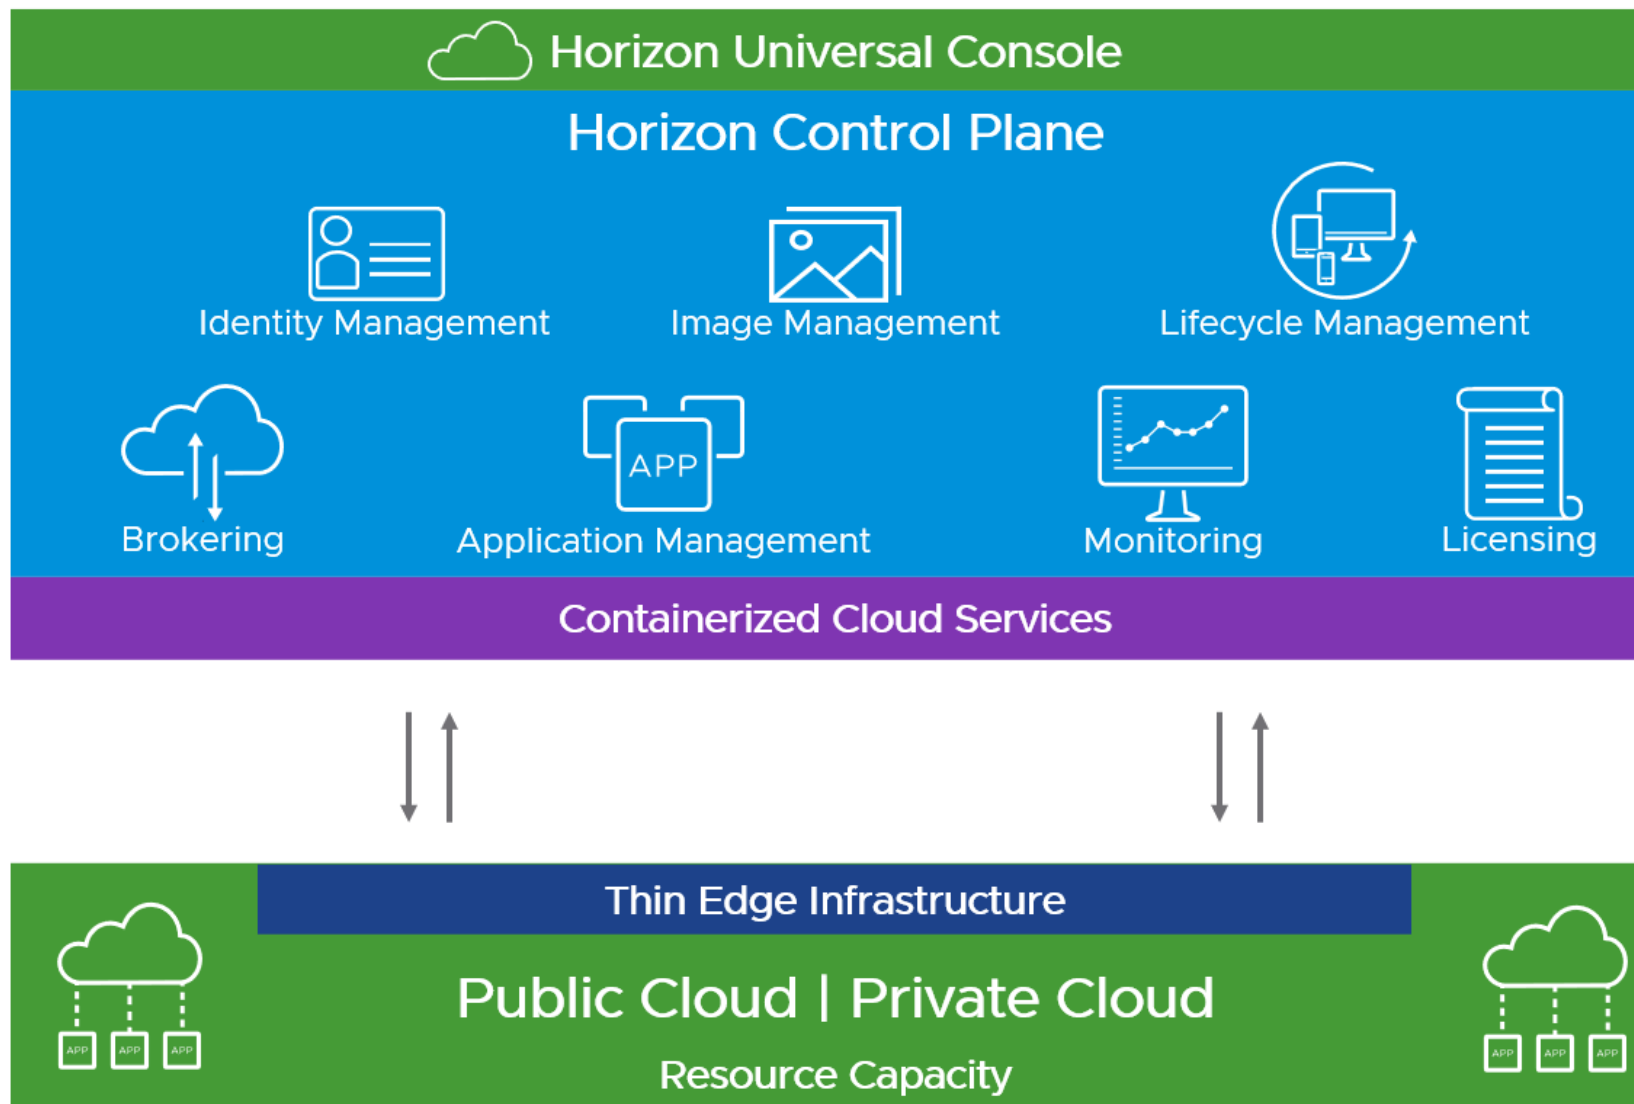 Horizon Universal Console
Horizon Control Plane
Identity Management
Image Management
Lifecycle Management
APP
Brokering
Application Management
Monitoring
Licensing
Containerized Cloud Services
Thin Edge Infrastructure
Public Cloud | Private Cloud
APP APP APP
APP APP APP
Resource Capacity